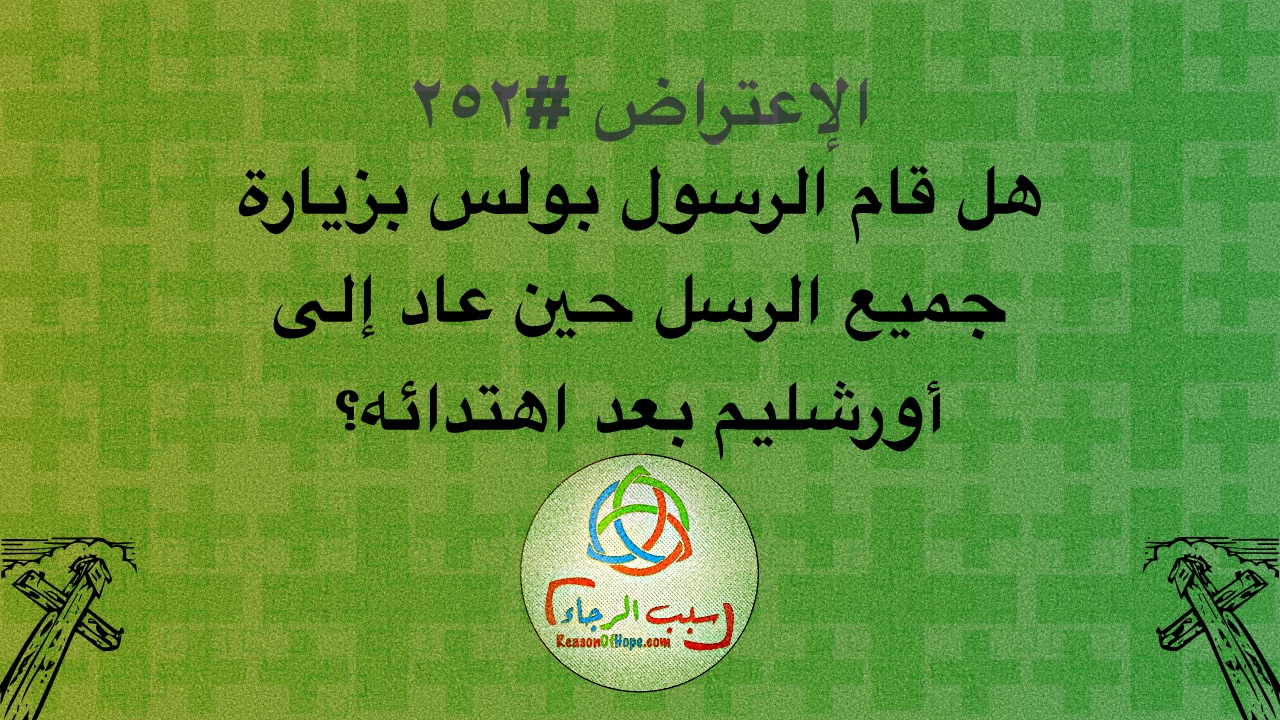 الإعتراض #٢٥٢
هل قام الرسول بولس بزيارة
جميع الرسل حين عاد إلى
أورشليم بعد اهتدائه؟
سبب الرجاء
ReasonOfHope.com